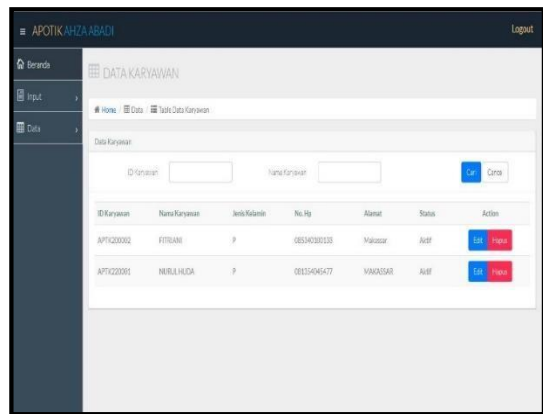 ≡ APOTIK AHZA ABADI Logout
Beranda
Input
Data
DATA KARYAWAN
Home / Data / Table Data Karyawan
Data Karyawan
ID Karyawan Nama Karyawan Cari Cancel
ID Karyawan Nama Karyawan Jenis Kelamin No. Hp Alamat Status Action
FITRIANI P Makassar Aktif Edit Hapus
NURUL HUDA P MAKASSAR Aktif Edit Hapus